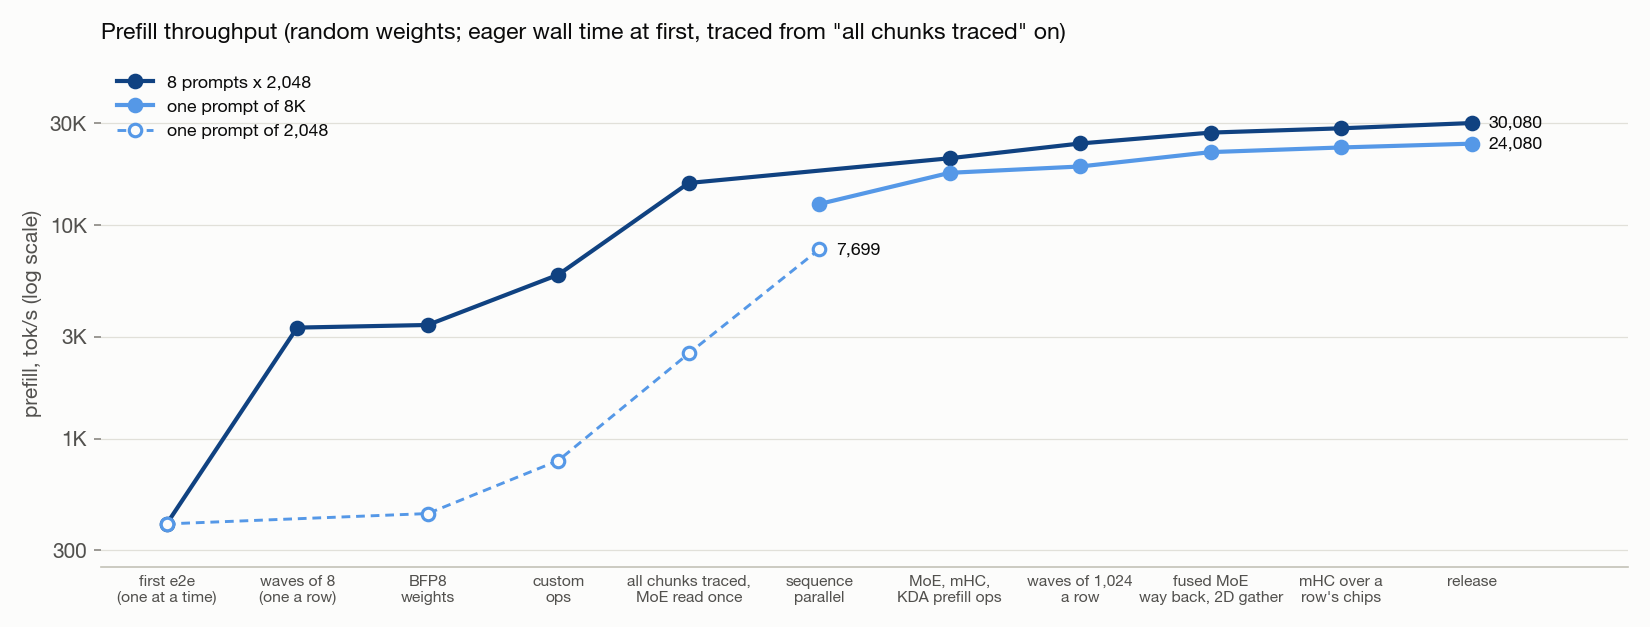 Prefill throughput (random weights; eager wall time at first, traced from "all chunks traced" on)
8 prompts x 2,048
one prompt of 8K
one prompt of 2,048
prefill, tok/s (log scale)
30K
10K
3K
1K
300
30,080
24,080
7,699
first e2e
(one at a time)
waves of 8
(one a row)
BFP8
weights
custom
ops
all chunks traced,
MoE read once
sequence
parallel
MoE, mHC,
KDA prefill ops
waves of 1,024
a row
fused MoE
way back, 2D gather
mHC over a
row's chips
release